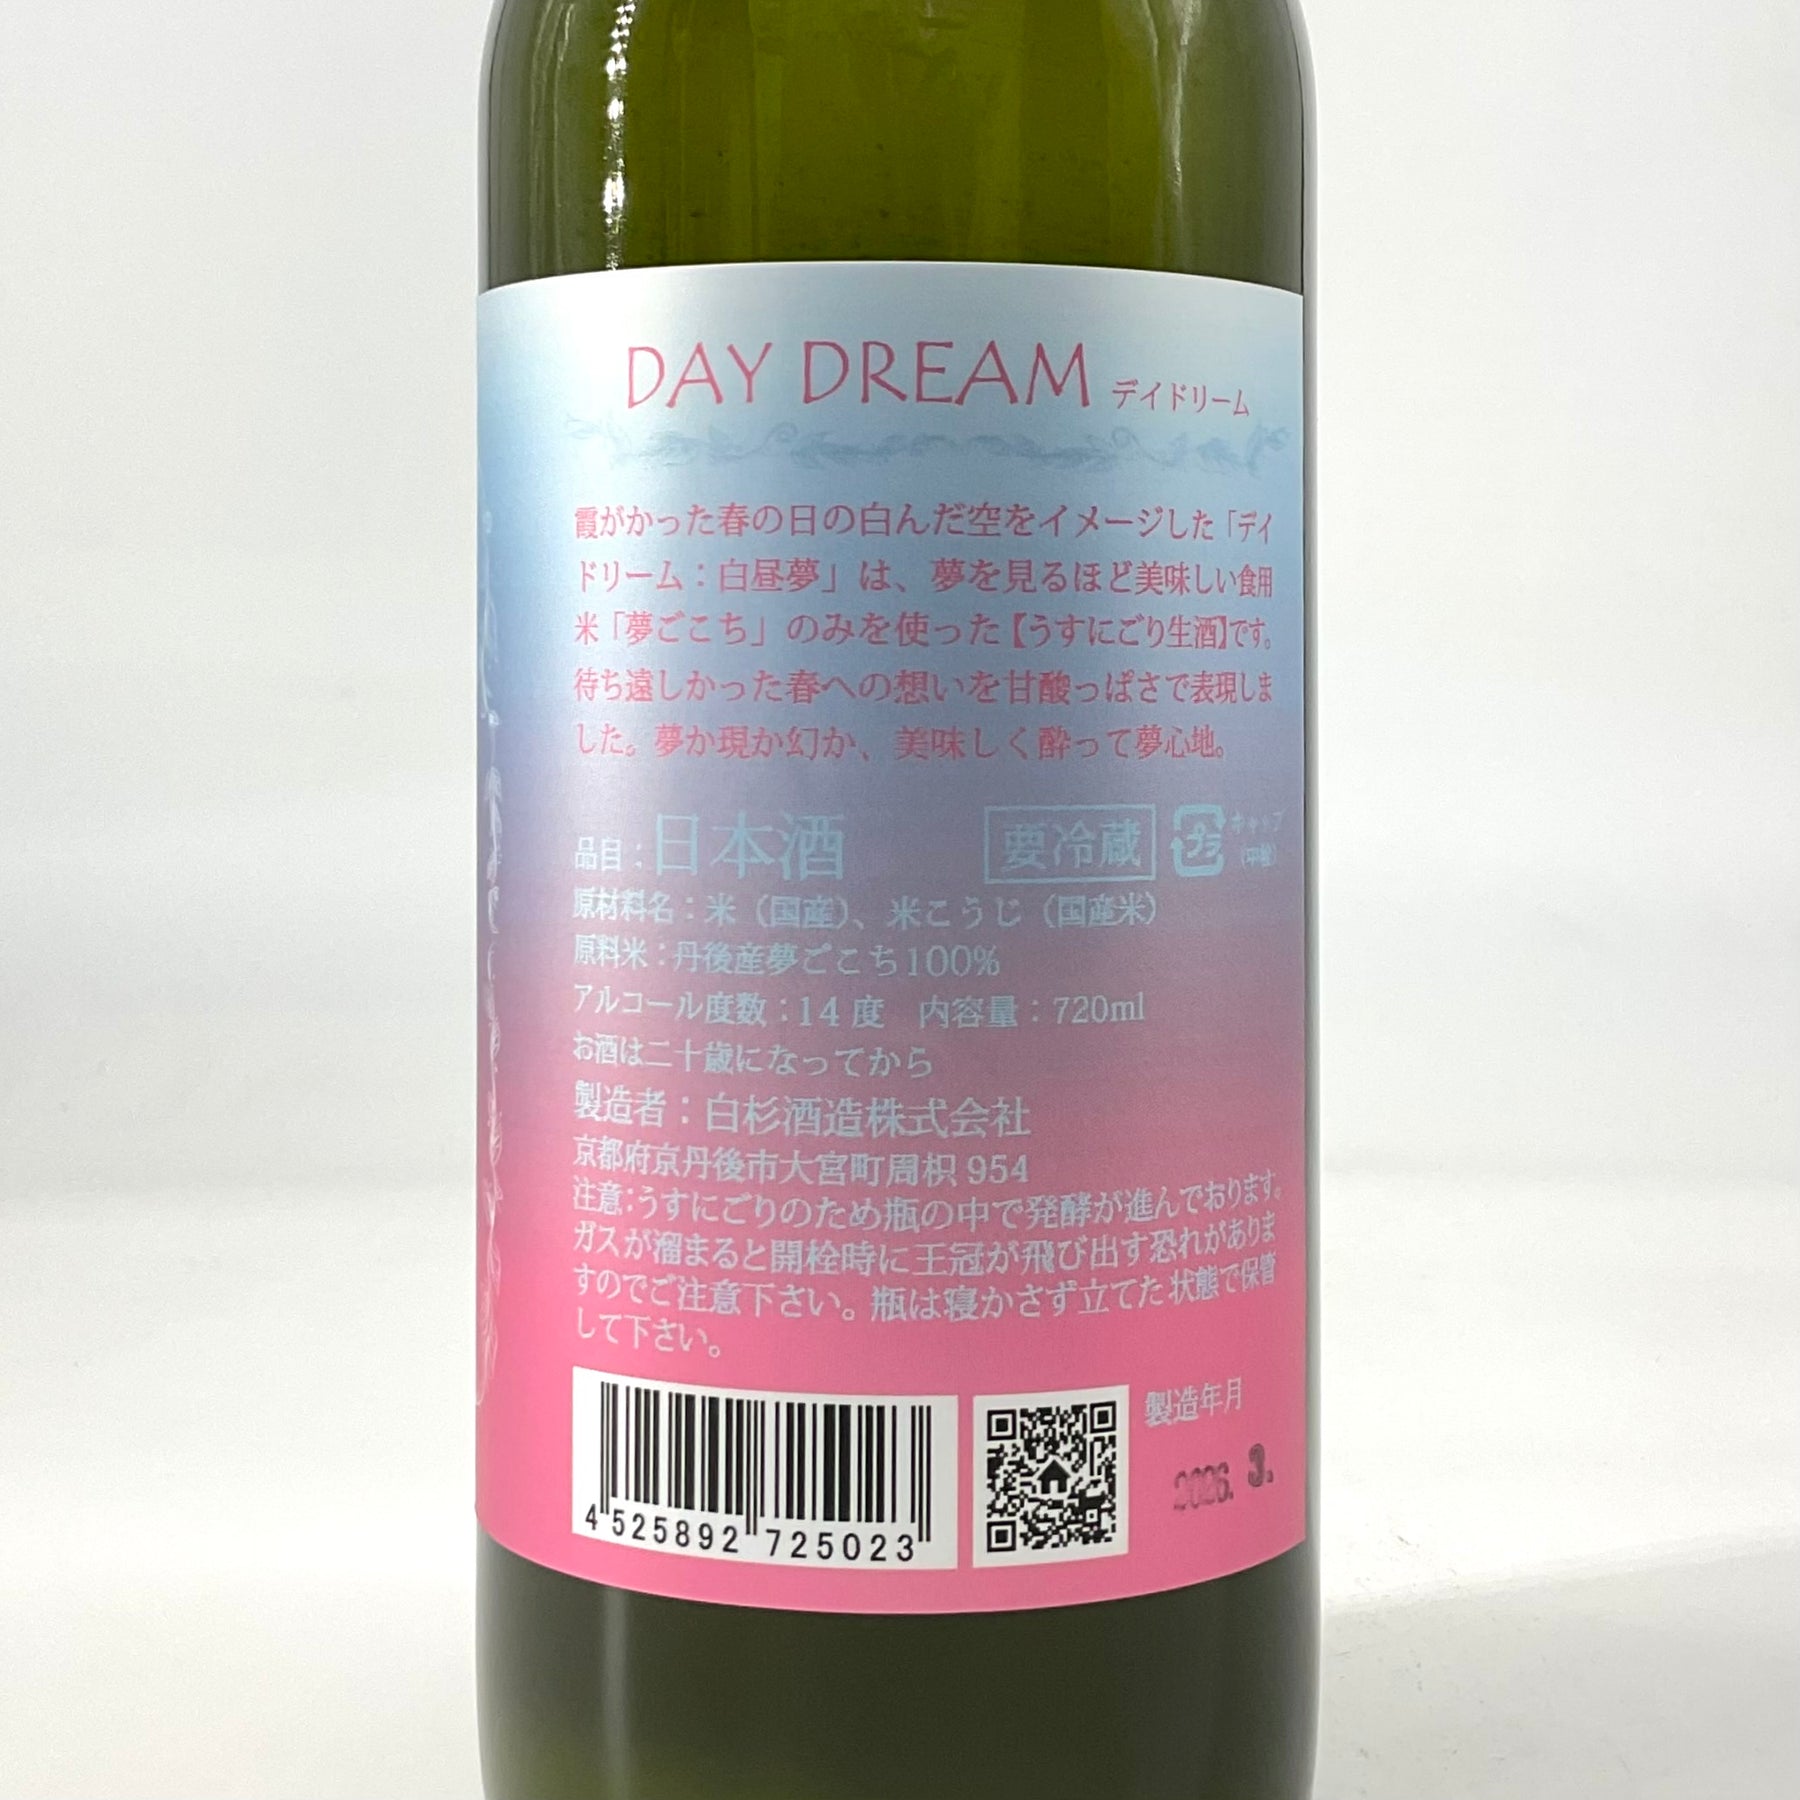 DAY DREAM デイドリーム
霞がかった春の日の白んだ空をイメージした「デイ
ドリーム：白昼夢」は、夢を見るほど美味しい食用
米「夢ごこち」のみを使った【うすにごり生酒】です。
待ち遠しかった春への想いを甘酸っぱさで表現しま
した。夢か現か幻か、美味しく酔って夢心地。
品目：日本酒 要冷蔵 プラ キャップ
(中栓)
原材料名：米（国産）、米こうじ（国産米）
原料米：丹後産夢ごこち100%
アルコール度数：14度 内容量：720ml
お酒は二十歳になってから
製造者：白杉酒造株式会社
京都府京丹後市大宮町周枳954
注意：うすにごりのため瓶の中で発酵が進んでおります。
ガスが溜まると開栓時に王冠が飛び出す恐れがありま
すのでご注意下さい。瓶は寝かさず立てた状態で保管
して下さい。
製造年月
2026. 3.
4 525892 725023